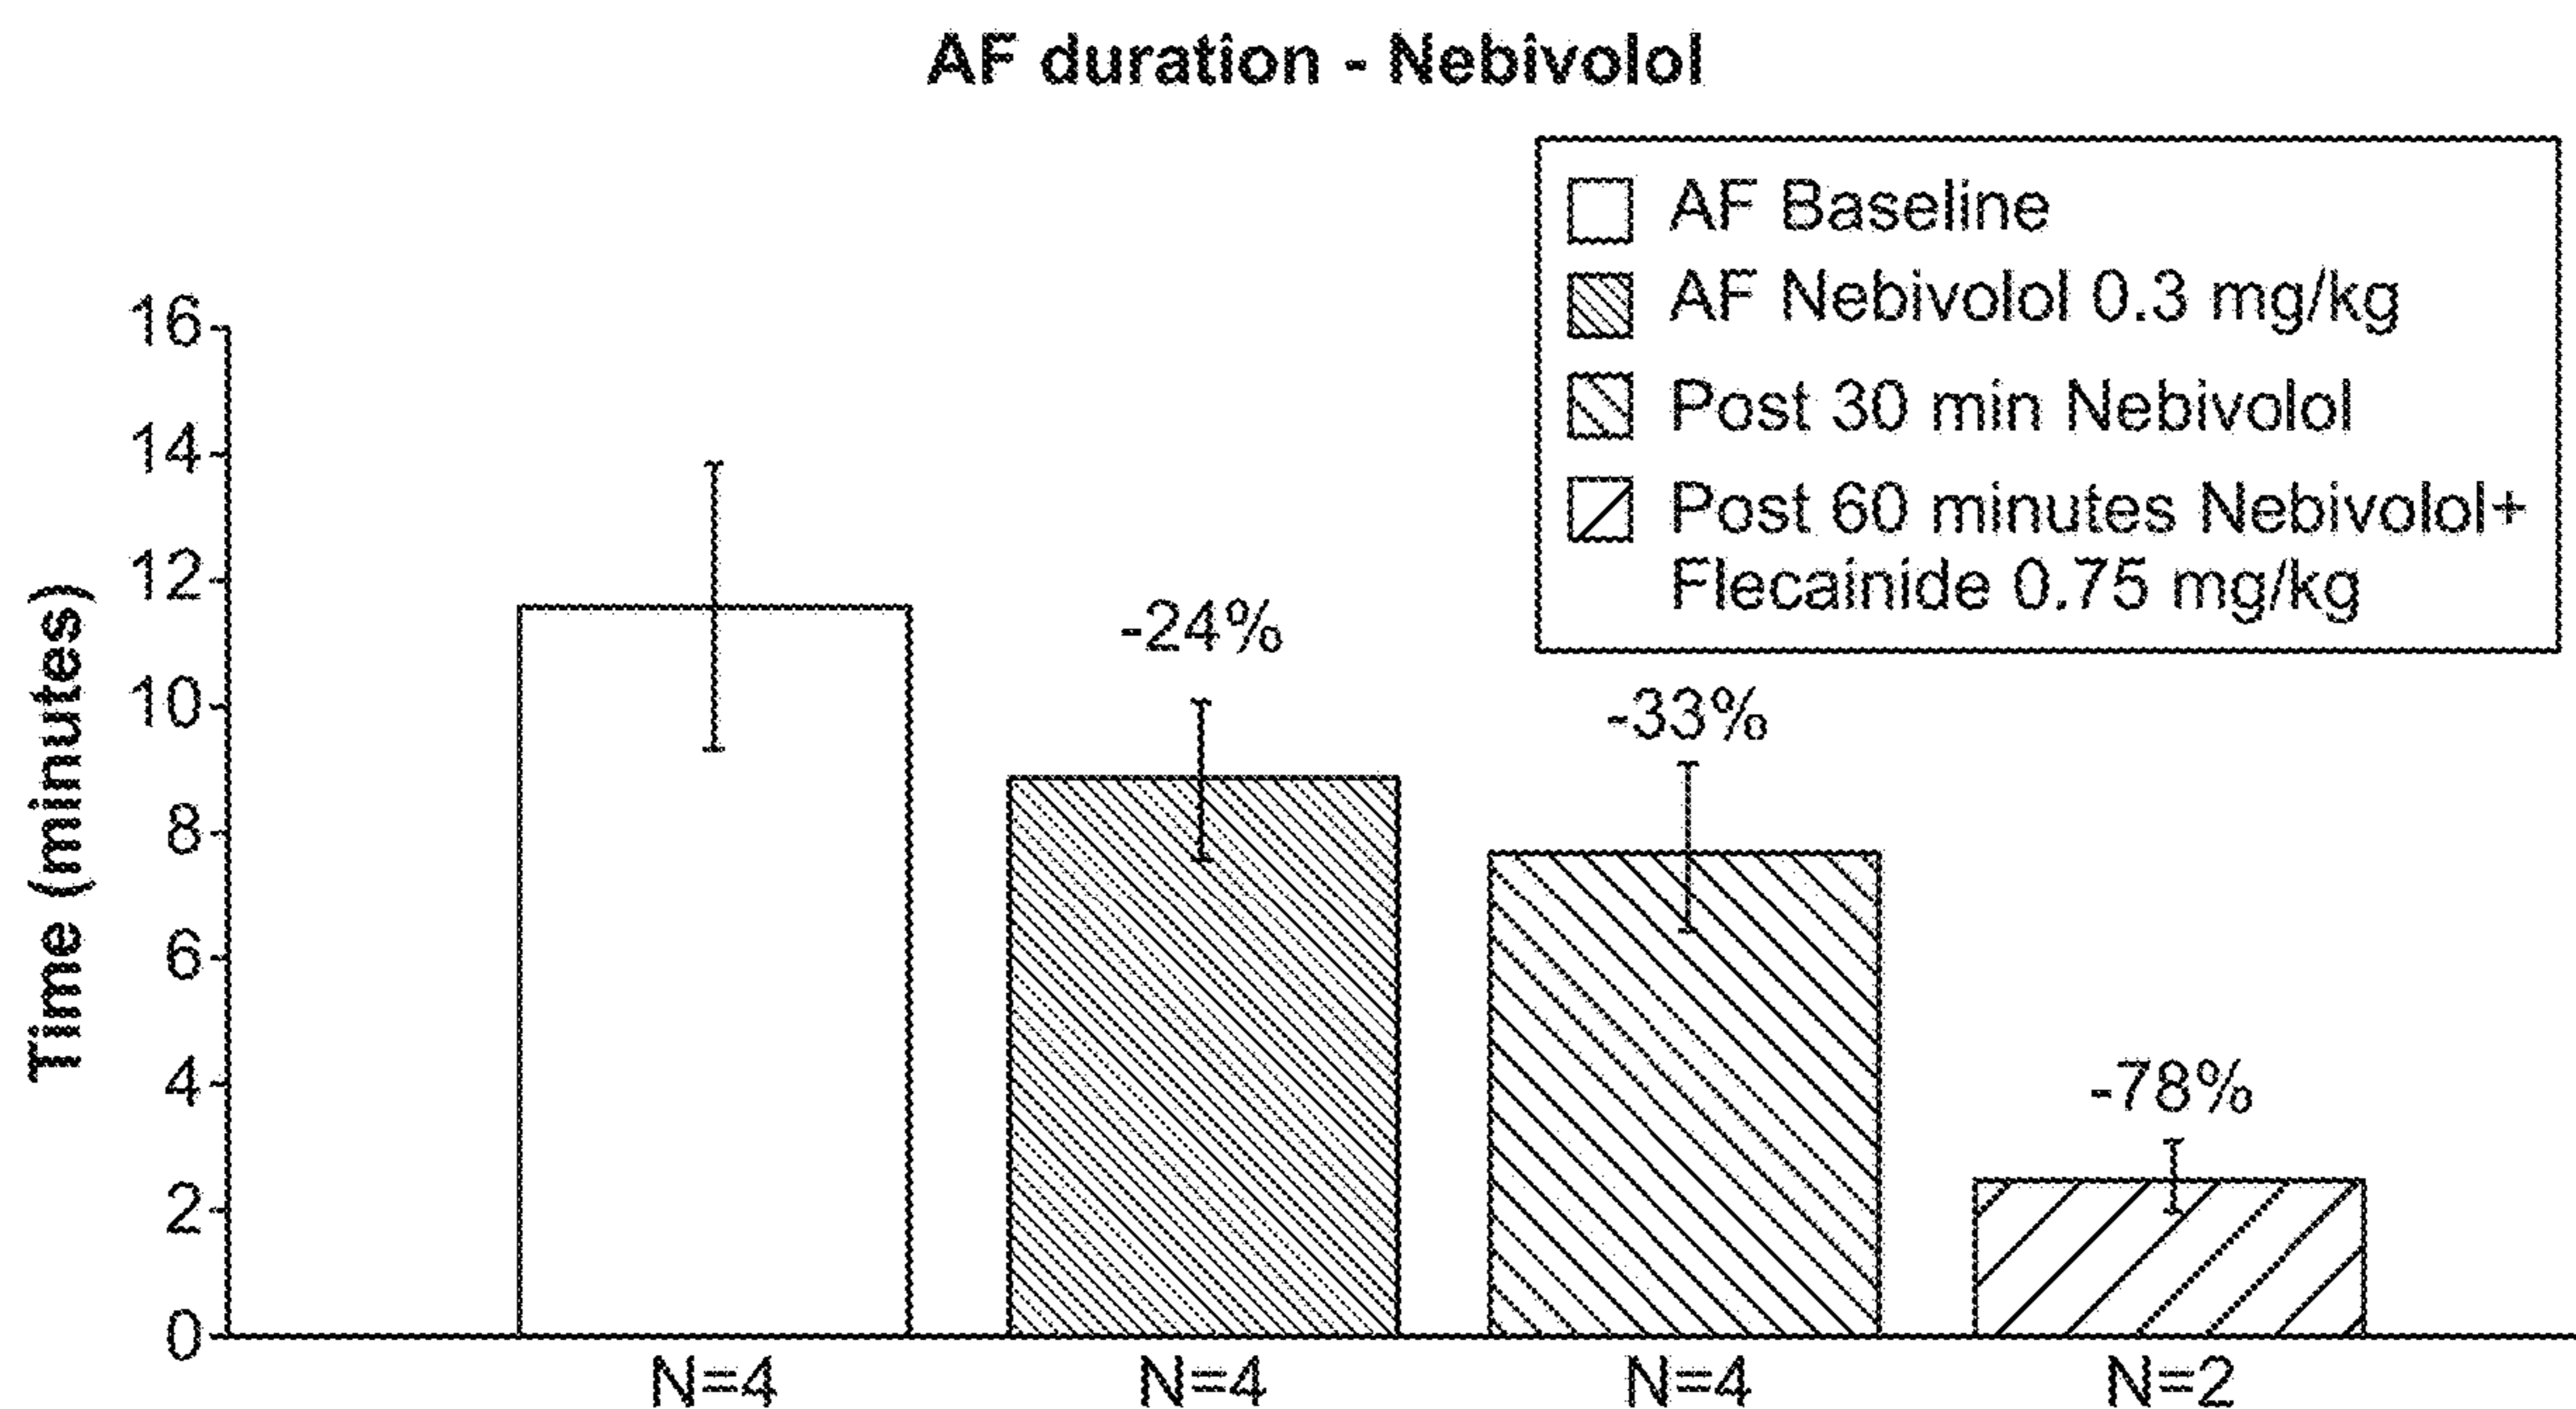 AF duration - Nebivolol
AF Baseline
AF Nebivolol 0.3 mg/kg
Post 30 min Nebivolol
Post 60 minutes Nebivolol+
Flecainide 0.75 mg/kg
Time (minutes)
16
14
12
10
8
6
4
2
0
-24%
-33%
-78%
N=4
N=4
N=4
N=2